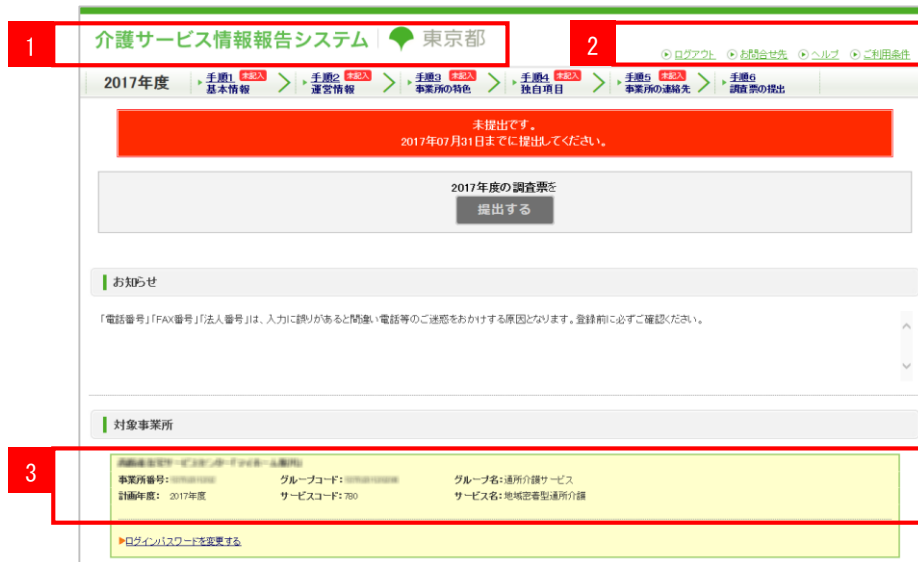 1
介護サービス情報報告システム 東京都
2
ログアウト お問合せ先 ヘルプ ご利用条件
2017年度 手順1 未記入 基本情報 手順2 未記入 運営情報 手順3 未記入 事業所の特色 手順4 未記入 独自項目 手順5 未記入 事業所の連絡先 手順6 調査票の提出
未提出です。
2017年07月31日までに提出してください。
2017年度の調査票を
提出する
お知らせ
「電話番号」「FAX番号」「法人番号」は、入力に誤りがあると間違い電話等のご迷惑をおかけする原因となります。登録前に必ずご確認ください。
対象事業所
3
事業所番号: グループコード: グループ名:通所介護サービス
計画年度: 2017年度 サービスコード:780 サービス名:地域密着型通所介護
ログインパスワードを変更する